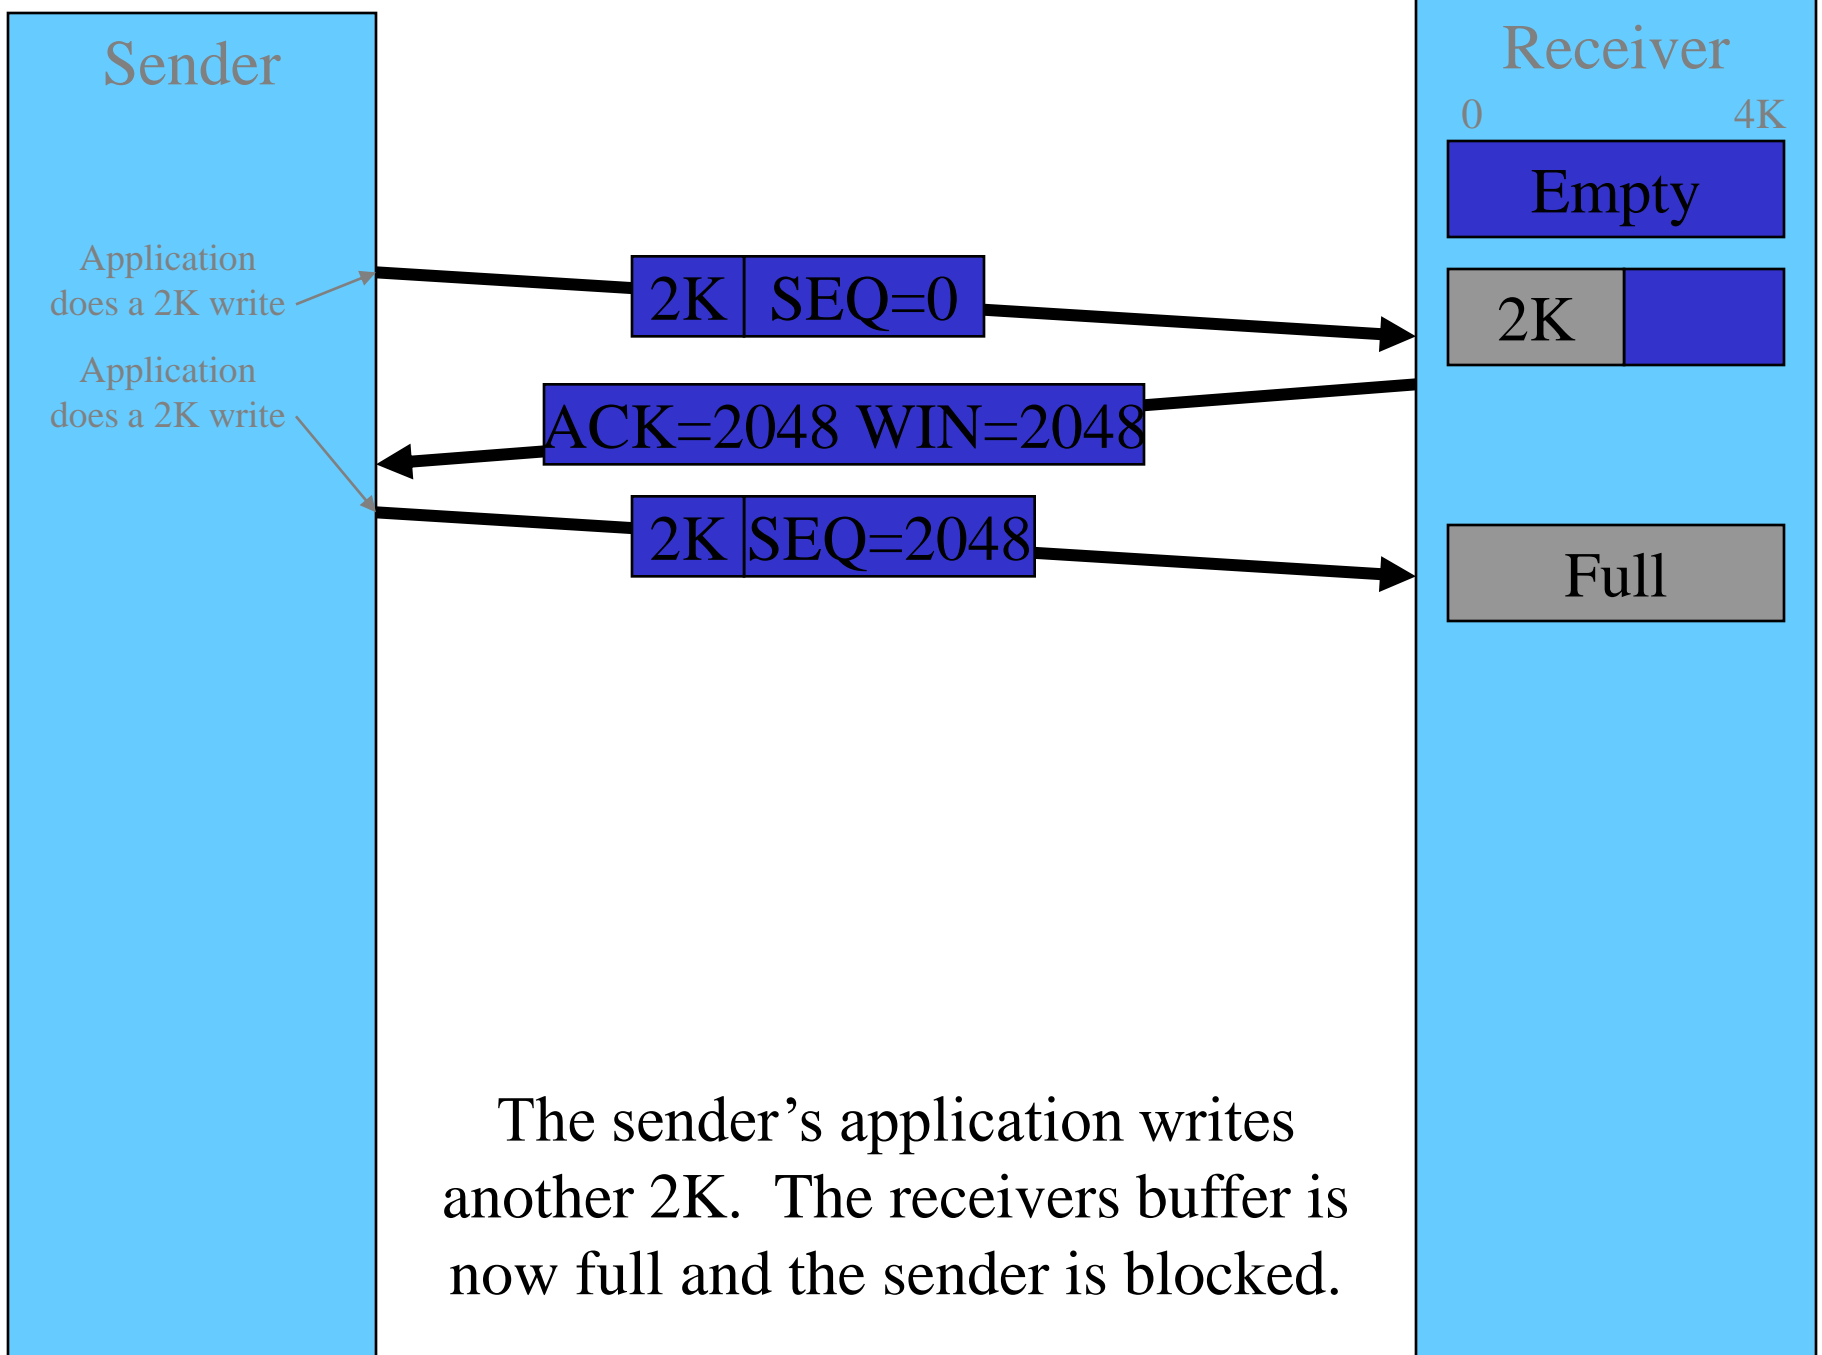 Sender
Receiver
0 4K
Empty
Application
does a 2K write
2K SEQ=0
2K
Application
does a 2K write
ACK=2048 WIN=2048
2K SEQ=2048
Full
The sender’s application writes
another 2K.  The receivers buffer is
now full and the sender is blocked.